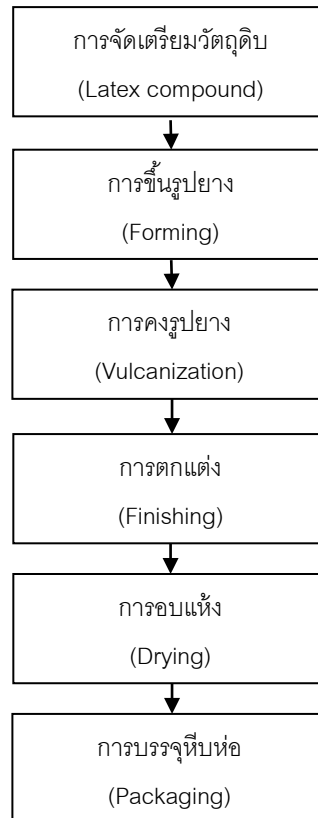 การจัดเตรียมวัตถุดิบ
(Latex compound)
การขึ้นรูปยาง
(Forming)
การคงรูปยาง
(Vulcanization)
การตกแต่ง
(Finishing)
การอบแห้ง
(Drying)
การบรรจุหีบห่อ
(Packaging)